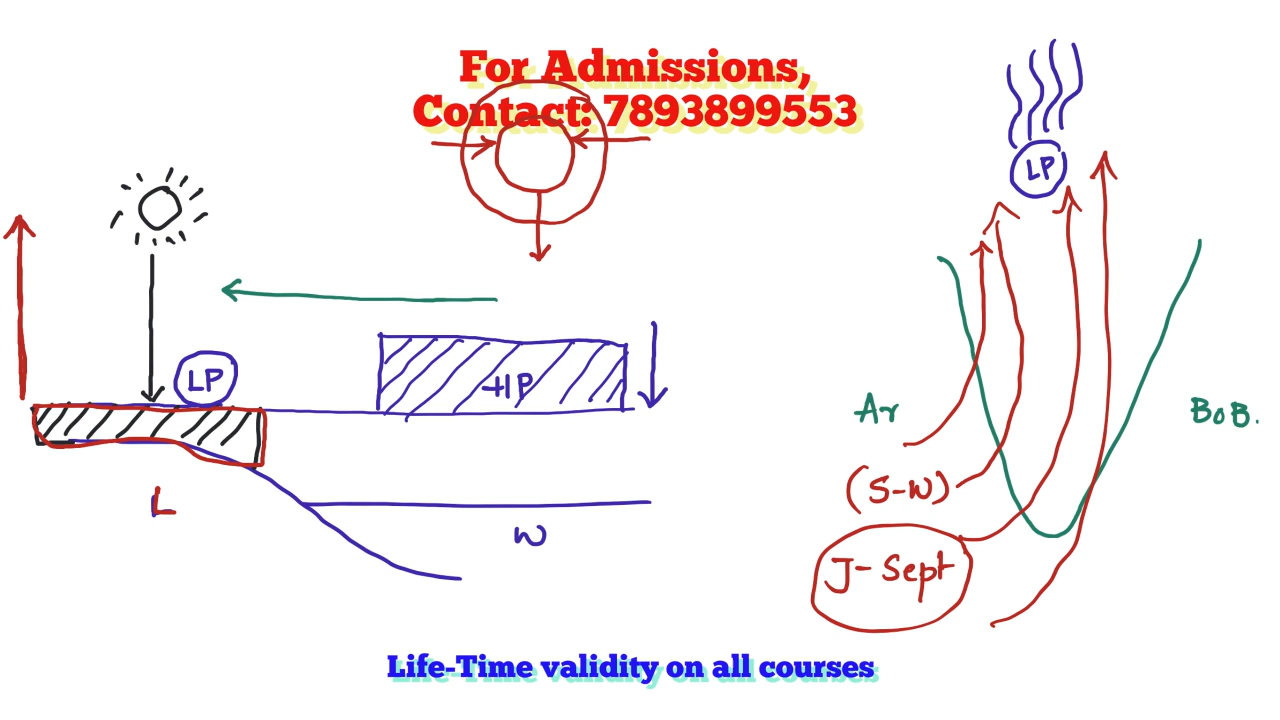 For Admissions,
Contact: 7893899553
LP
LP
HP
Ar
BoB.
(S-W)
L
W
J-Sept
Life-Time validity on all courses